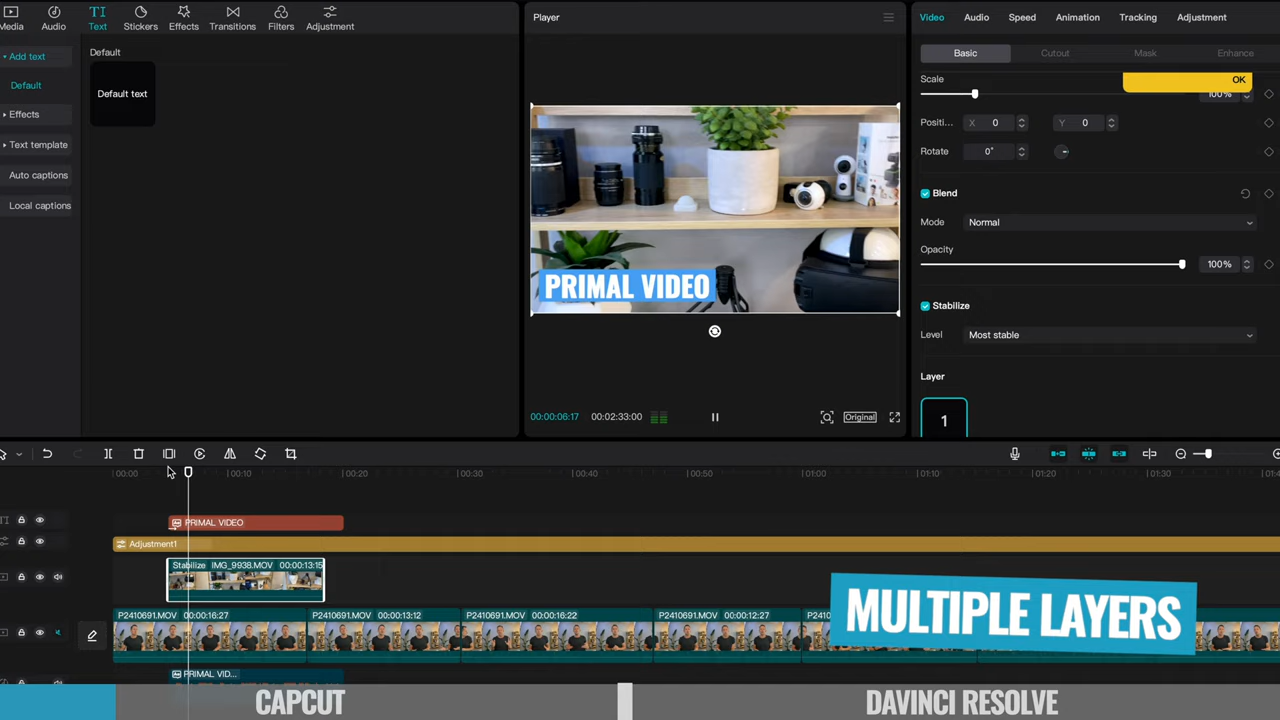 Media Audio Text Stickers Effects Transitions Filters Adjustment
Add text
Default
Effects
Text template
Auto captions
Local captions
Default
Default text
Player
PRIMAL VIDEO
00:00:06:17 00:02:33:00 Original
Video Audio Speed Animation Tracking Adjustment
Basic Cutout Mask Enhance
OK
Scale 100%
Positi... X 0 Y 0
Rotate 0°
Blend
Mode Normal
Opacity 100%
Stabilize
Level Most stable
Layer
1
00:00 00:10 00:20 00:30 00:40 00:50 01:00 01:10 01:20 01:30
PRIMAL VIDEO
Adjustment1
Stabilize IMG_9938.MOV 00:00:13:15
P2410691.MOV 00:00:16:27 P2410691.MOV 00:00:13:12 P2410691.MOV 00:00:16:22 P2410691.MOV 00:00:12:27 P2410691.MOV
MULTIPLE LAYERS
PRIMAL VID...
CAPCUT DAVINCI RESOLVE